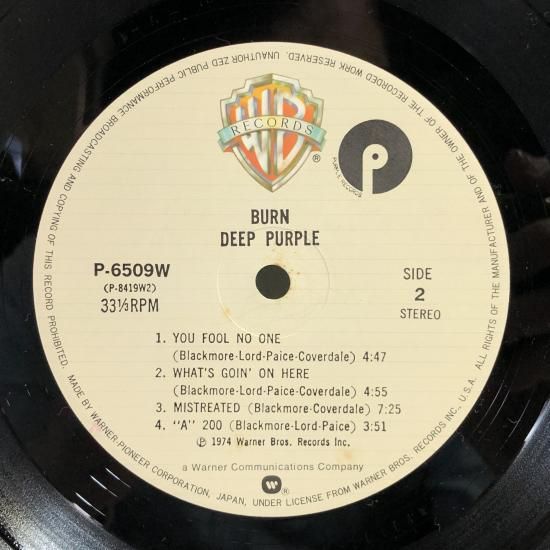 RECORDS
®
PURPLE RECORDS
BURN
DEEP PURPLE
P-6509W
(P-8419W2)
33⅓RPM
SIDE
2
STEREO
1. YOU FOOL NO ONE
(Blackmore-Lord-Paice-Coverdale) 4:47
2. WHAT'S GOIN' ON HERE
(Blackmore-Lord-Paice-Coverdale) 4:55
3. MISTREATED (Blackmore-Coverdale) 7:25
4. "A" 200 (Blackmore-Lord-Paice) 3:51
℗ 1974 Warner Bros. Records Inc.
a Warner Communications Company
®
ALL RIGHTS OF THE MANUFACTURER AND OF THE OWNER OF THE RECORDED WORK RESERVED. UNAUTHORIZED PUBLIC PERFORMANCE BROADCASTING AND COPYING OF THIS RECORD PROHIBITED.
MADE BY WARNER-PIONEER CORPORATION, JAPAN, UNDER LICENSE FROM WARNER BROS. RECORDS INC., U.S.A.